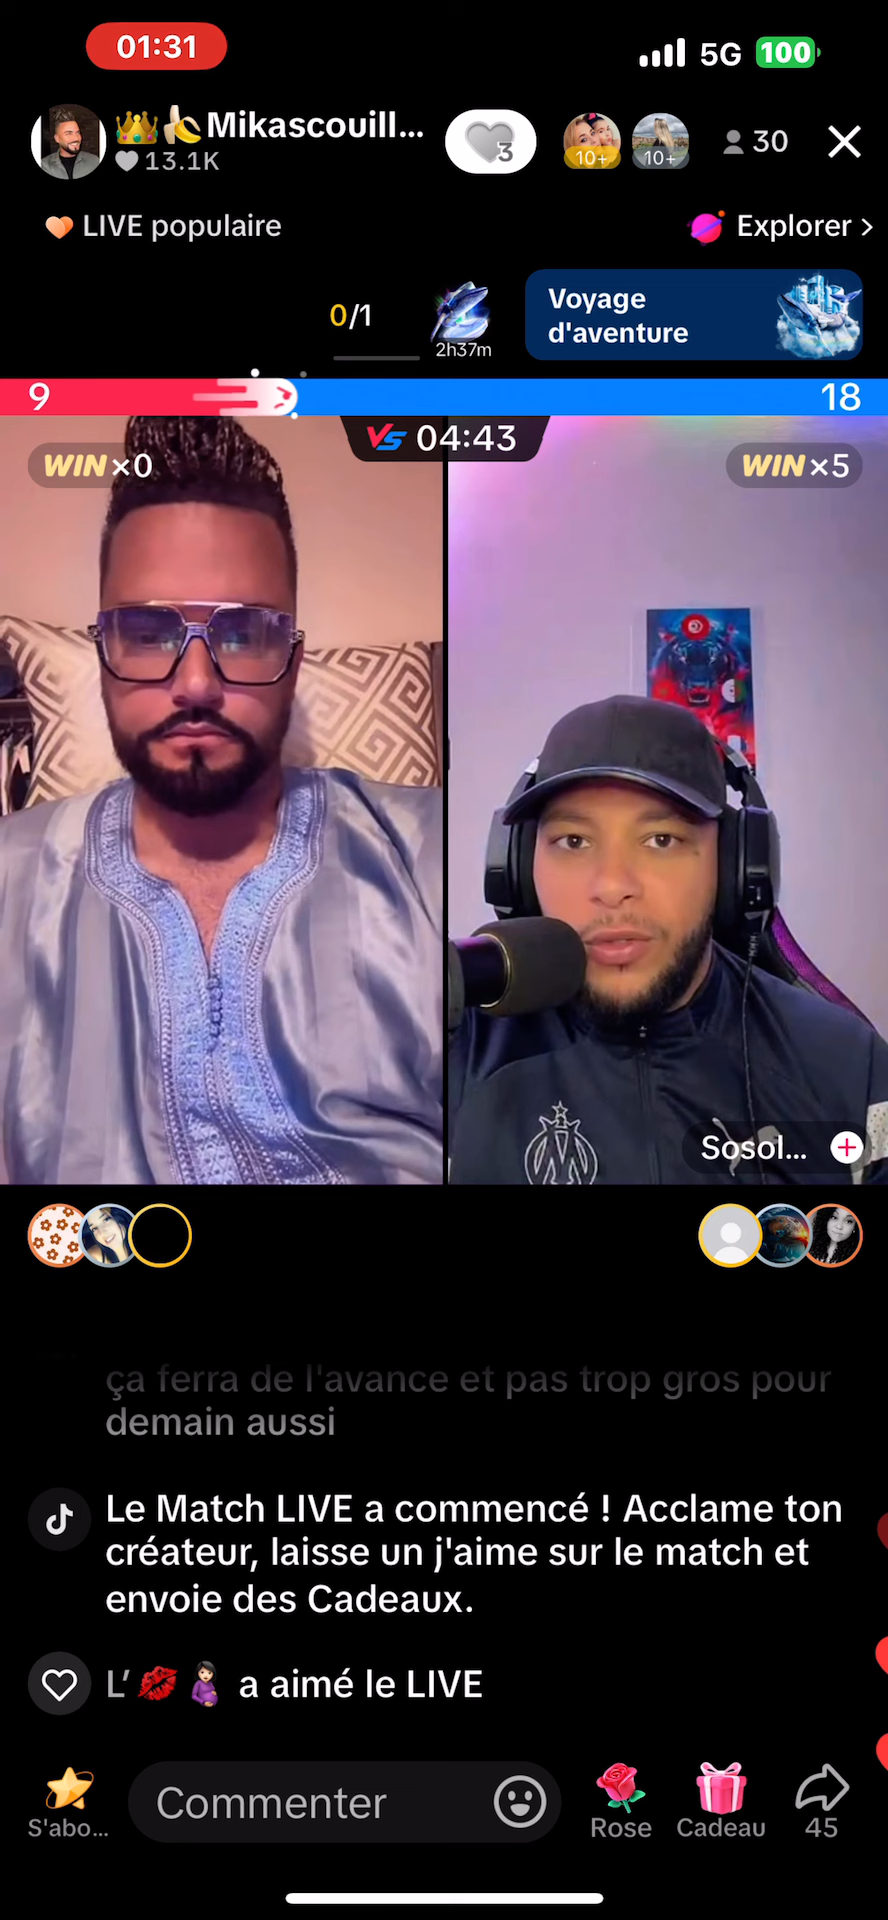 01:31
5G 100
👑🍌Mikascouill...
13.1K
3
10+
10+
30
LIVE populaire
Explorer >
0/1
2h37m
Voyage
d'aventure
9
18
VS 04:43
WIN x0
WIN x5
Sosol...
ça ferra de l'avance et pas trop gros pour
demain aussi
Le Match LIVE a commencé ! Acclame ton
créateur, laisse un j'aime sur le match et
envoie des Cadeaux.
L’💋🤰🏻 a aimé le LIVE
Commenter
S'abo...
Rose
Cadeau
45